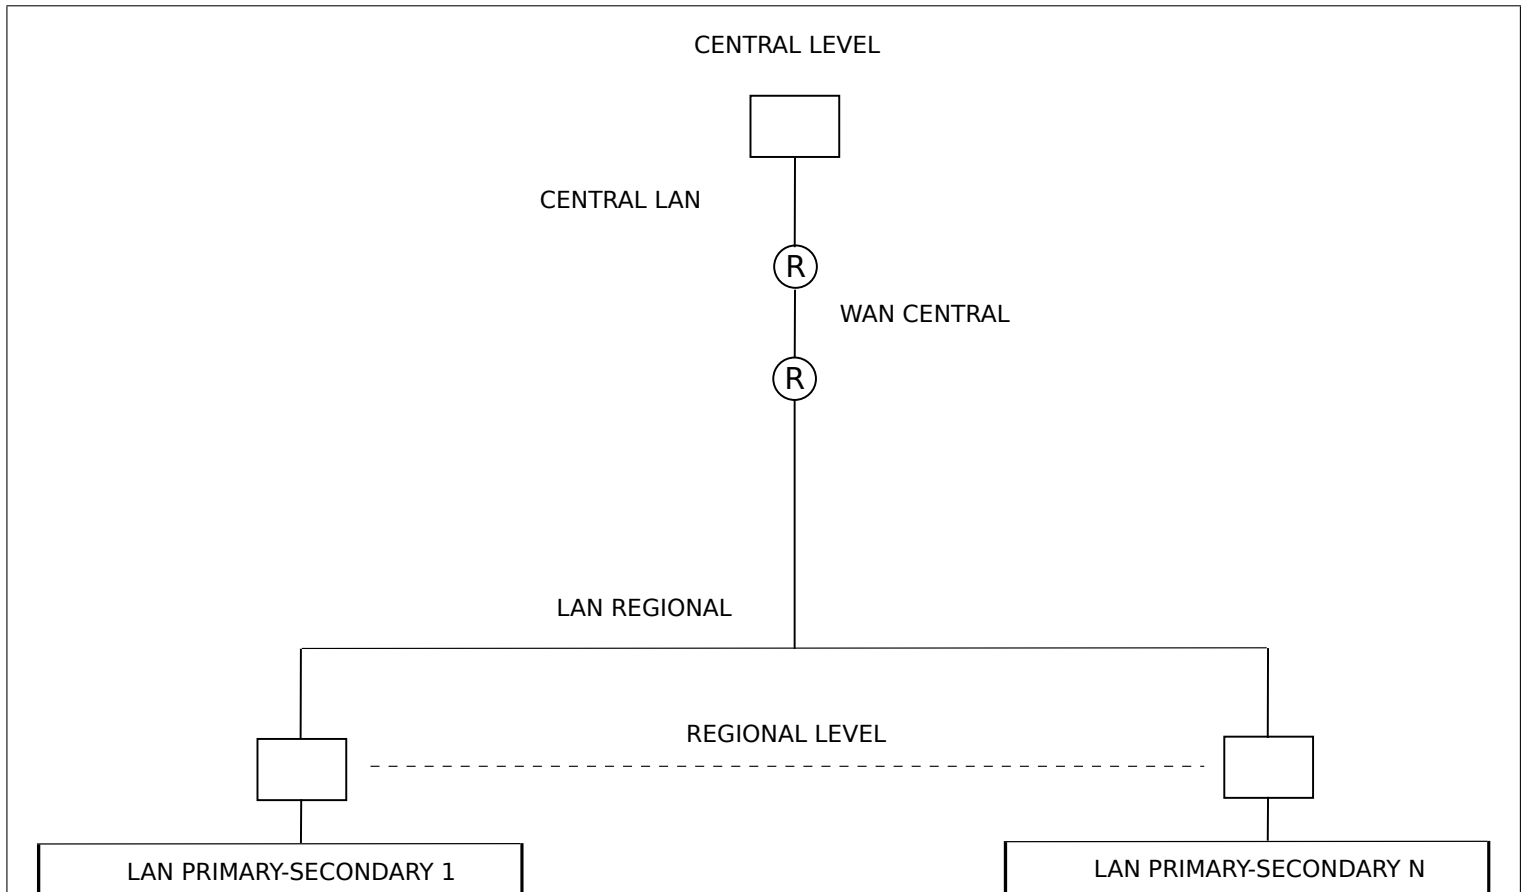 CENTRAL LEVEL
CENTRAL LAN
R
WAN CENTRAL
R
LAN REGIONAL
REGIONAL LEVEL
LAN PRIMARY-SECONDARY 1
LAN PRIMARY-SECONDARY N